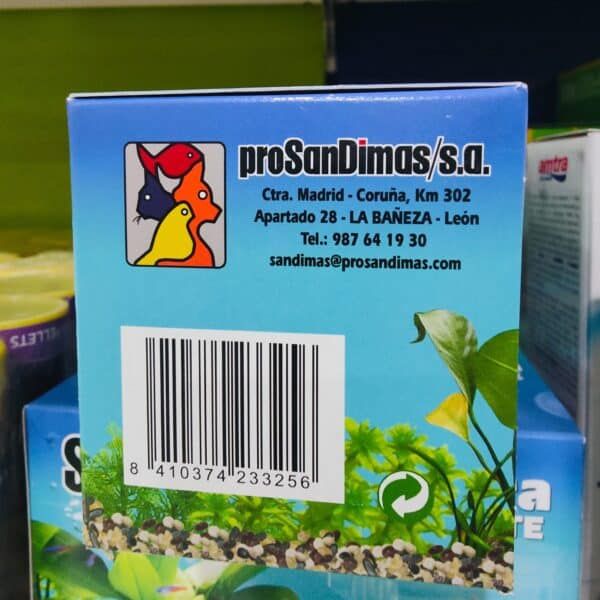 proSanDimas/s.a.
Ctra. Madrid - Coruña, Km 302
Apartado 28 - LA BAÑEZA - León
Tel.: 987 64 19 30
sandimas@prosandimas.com
8 410374 233256
amtra
PELLETS